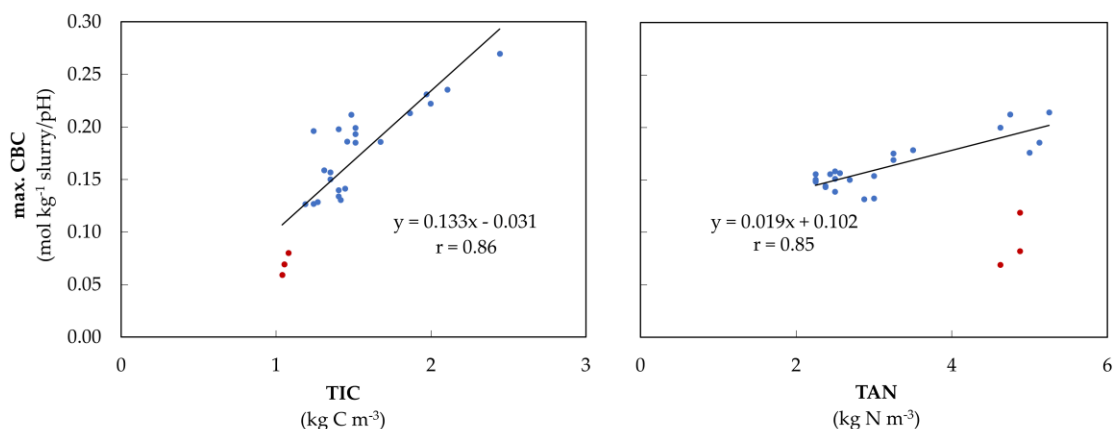 max. CBC
(mol kg⁻¹ slurry/pH)
0.30
0.25
0.20
0.15
0.10
0.05
0.00
y = 0.133x - 0.031
r = 0.86
0 1 2 3
TIC
(kg C m⁻³)
y = 0.019x + 0.102
r = 0.85
0 2 4 6
TAN
(kg N m⁻³)